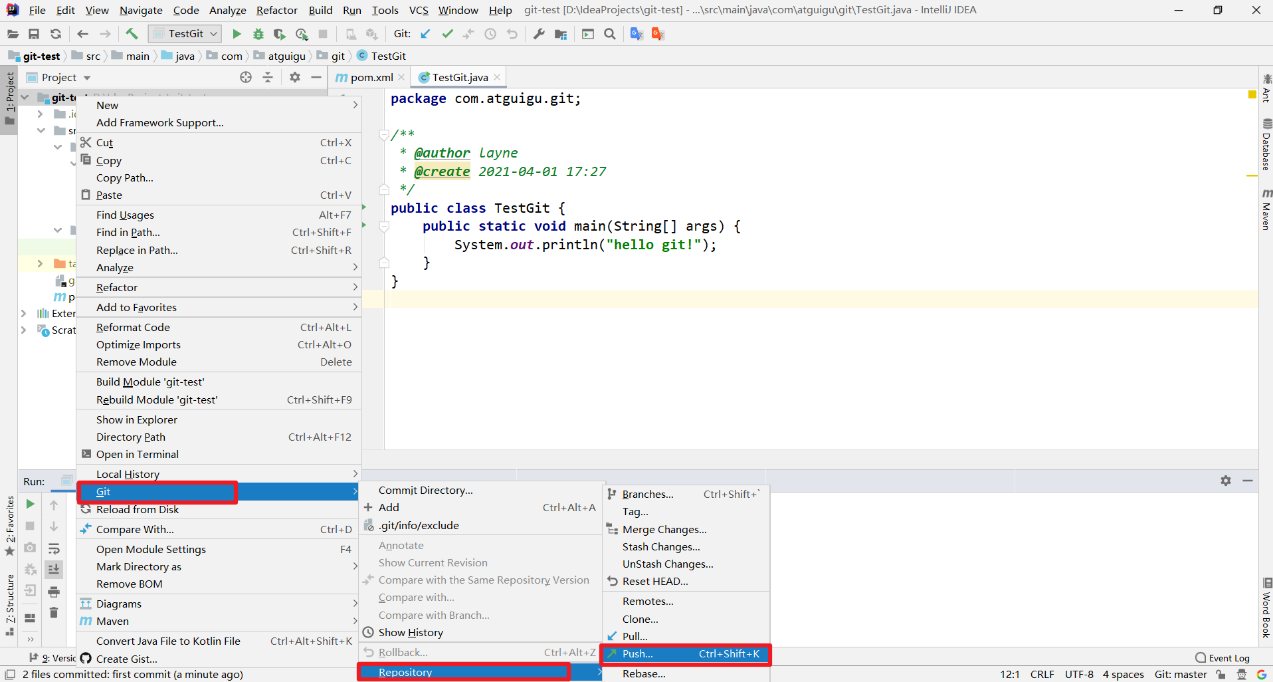 File Edit View Navigate Code Analyze Refactor Build Run Tools VCS Window Help git-test [D:\IdeaProjects\git-test] - ...\src\main\java\com\atguigu\git\TestGit.java - IntelliJ IDEA
TestGit Git:
git-test src main java com atguigu git TestGit
Project
pom.xml TestGit.java
1: Project
git-te
.ic
sr
ta
g
p
Exter
Scrat
New
Add Framework Support...
Cut Ctrl+X
Copy Ctrl+C
Copy Path...
Paste Ctrl+V
Find Usages Alt+F7
Find in Path... Ctrl+Shift+F
Replace in Path... Ctrl+Shift+R
Analyze
Refactor
Add to Favorites
Reformat Code Ctrl+Alt+L
Optimize Imports Ctrl+Alt+O
Remove Module Delete
Build Module 'git-test'
Rebuild Module 'git-test' Ctrl+Shift+F9
Show in Explorer
Directory Path Ctrl+Alt+F12
Open in Terminal
Local History
Git
Reload from Disk
Compare With... Ctrl+D
Open Module Settings F4
Mark Directory as
Remove BOM
Diagrams
Maven
Convert Java File to Kotlin File Ctrl+Alt+Shift+K
Create Gist...
package com.atguigu.git;
/**
* @author layne
* @create 2021-04-01 17:27
*/
public class TestGit {
public static void main(String[] args) {
System.out.println("hello git!");
}
}
Ant
Database
Maven
Word Book
Run:
2: Favorites
Z: Structure
Commit Directory...
Add Ctrl+Alt+A
.git/info/exclude
Annotate
Show Current Revision
Compare with the Same Repository Version
Compare with...
Compare with Branch...
Show History
Rollback... Ctrl+Alt+Z
Repository
Branches... Ctrl+Shift+`
Tag...
Merge Changes...
Stash Changes...
UnStash Changes...
Reset HEAD...
Remotes...
Clone...
Pull...
Push... Ctrl+Shift+K
Rebase...
9: Versio
Event Log
2 files committed: first commit (a minute ago) 12:1 CRLF UTF-8 4 spaces Git: master